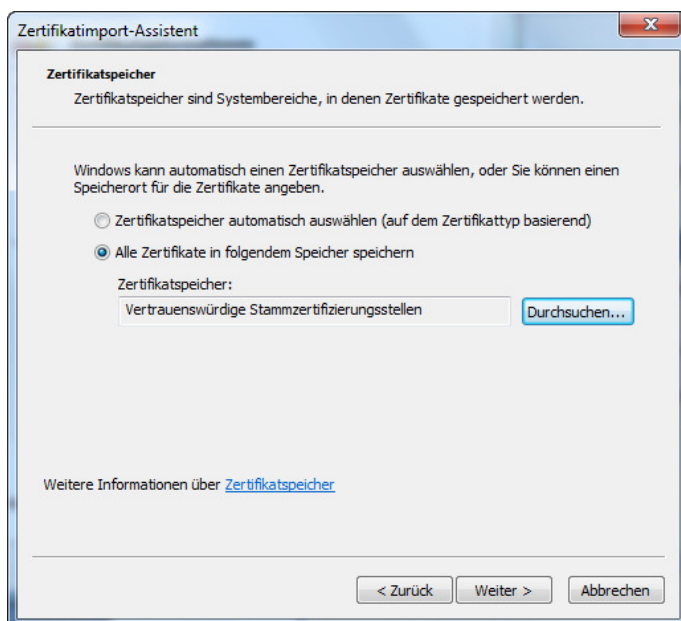 Zertifikatimport-Assistent
Zertifikatspeicher
Zertifikatspeicher sind Systembereiche, in denen Zertifikate gespeichert werden.
Windows kann automatisch einen Zertifikatspeicher auswählen, oder Sie können einen
Speicherort für die Zertifikate angeben.
Zertifikatspeicher automatisch auswählen (auf dem Zertifikattyp basierend)
Alle Zertifikate in folgendem Speicher speichern
Zertifikatspeicher:
Vertrauenswürdige Stammzertifizierungsstellen Durchsuchen...
Weitere Informationen über Zertifikatspeicher
< Zurück Weiter > Abbrechen